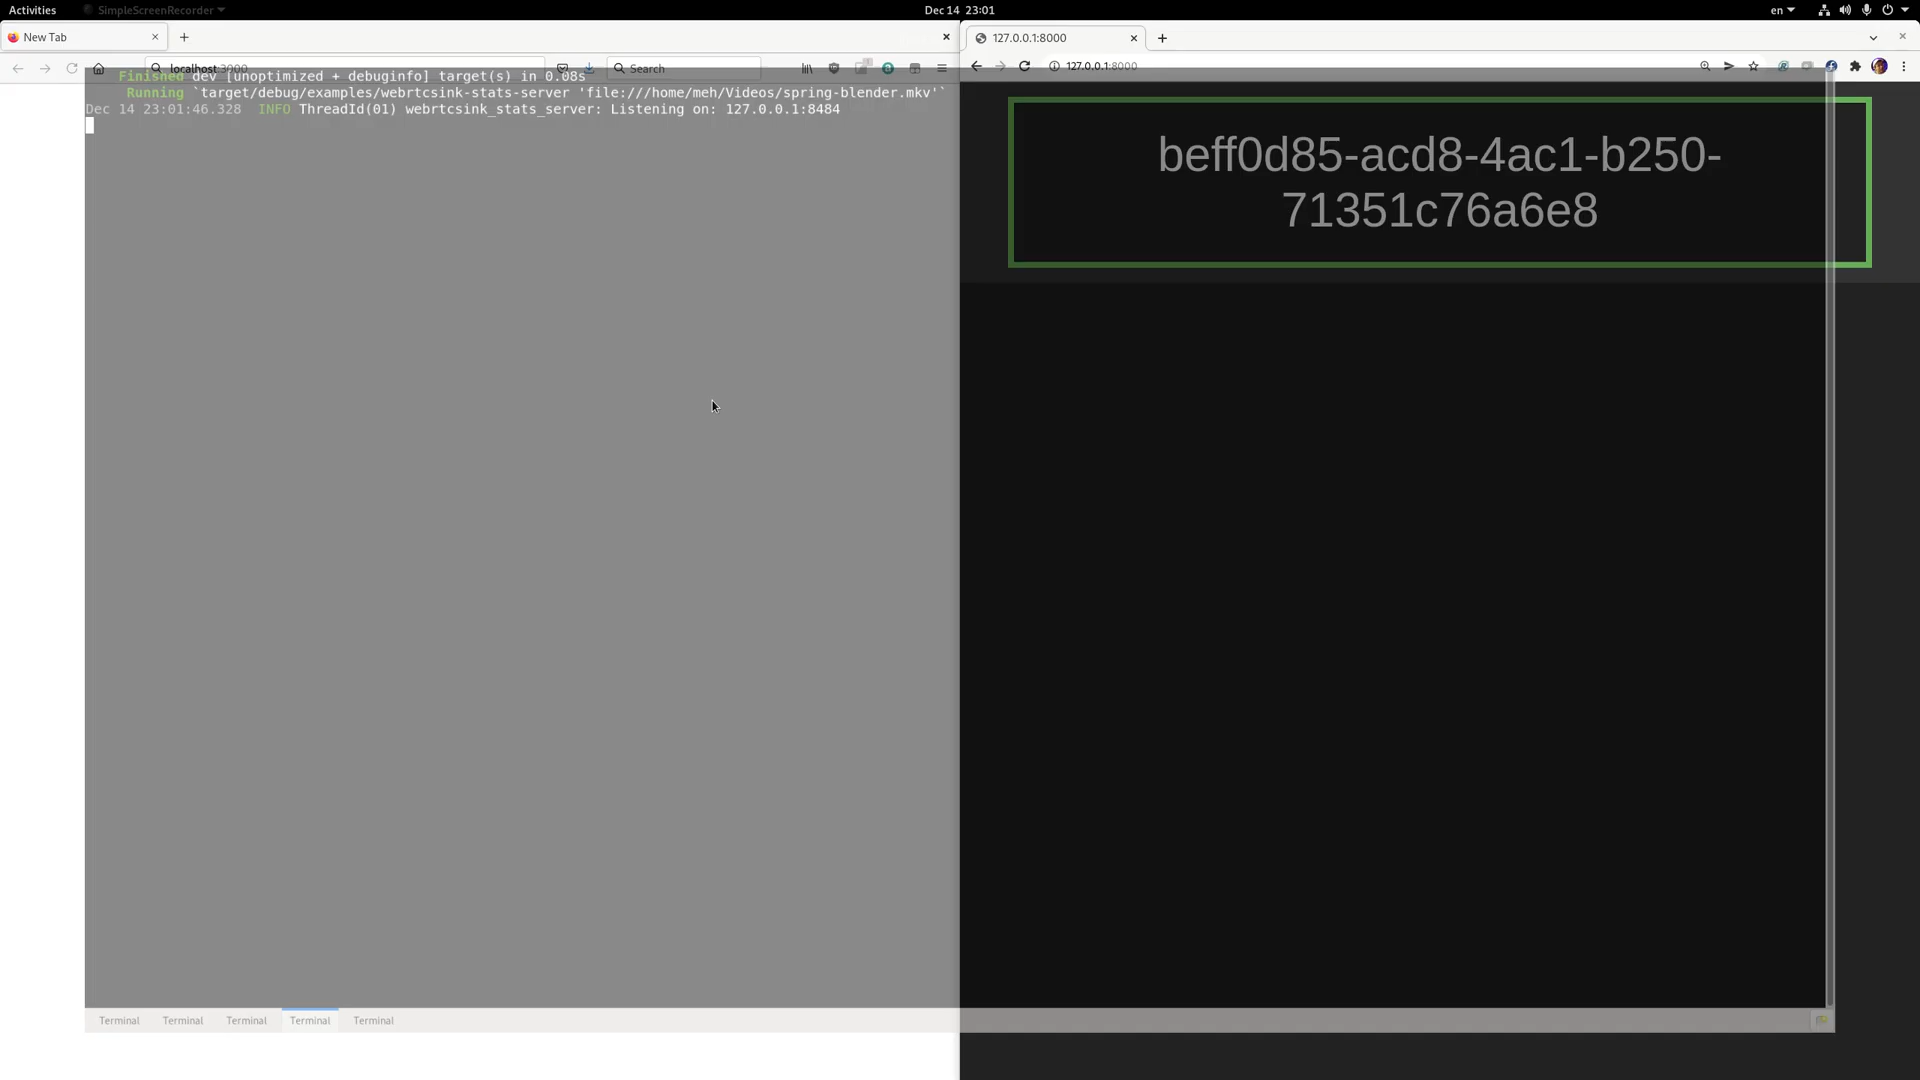 Activities SimpleScreenRecorder Dec 14 23:01 en
New Tab
127.0.0.1:8000
localhost:3000 Search
127.0.0.1:8000
Finished dev [unoptimized + debuginfo] target(s) in 0.08s
Running `target/debug/examples/webrtcsink-stats-server 'file:///home/meh/Videos/spring-blender.mkv'`
Dec 14 23:01:46.328 INFO ThreadId(01) webrtcsink_stats_server: Listening on: 127.0.0.1:8484
beff0d85-acd8-4ac1-b250-
71351c76a6e8
Terminal Terminal Terminal Terminal Terminal